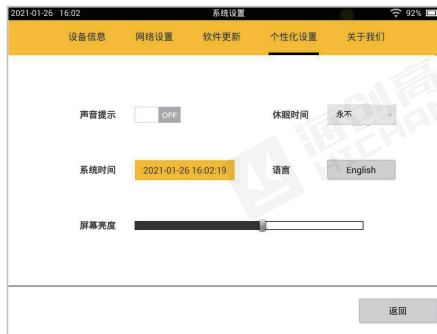 2021-01-26 16:02 系统设置 92%
设备信息 网络设置 软件更新 个性化设置 关于我们
声音提示 OFF 休眠时间 永不
系统时间 2021-01-26 16:02:19 语言 English
屏幕亮度
返回